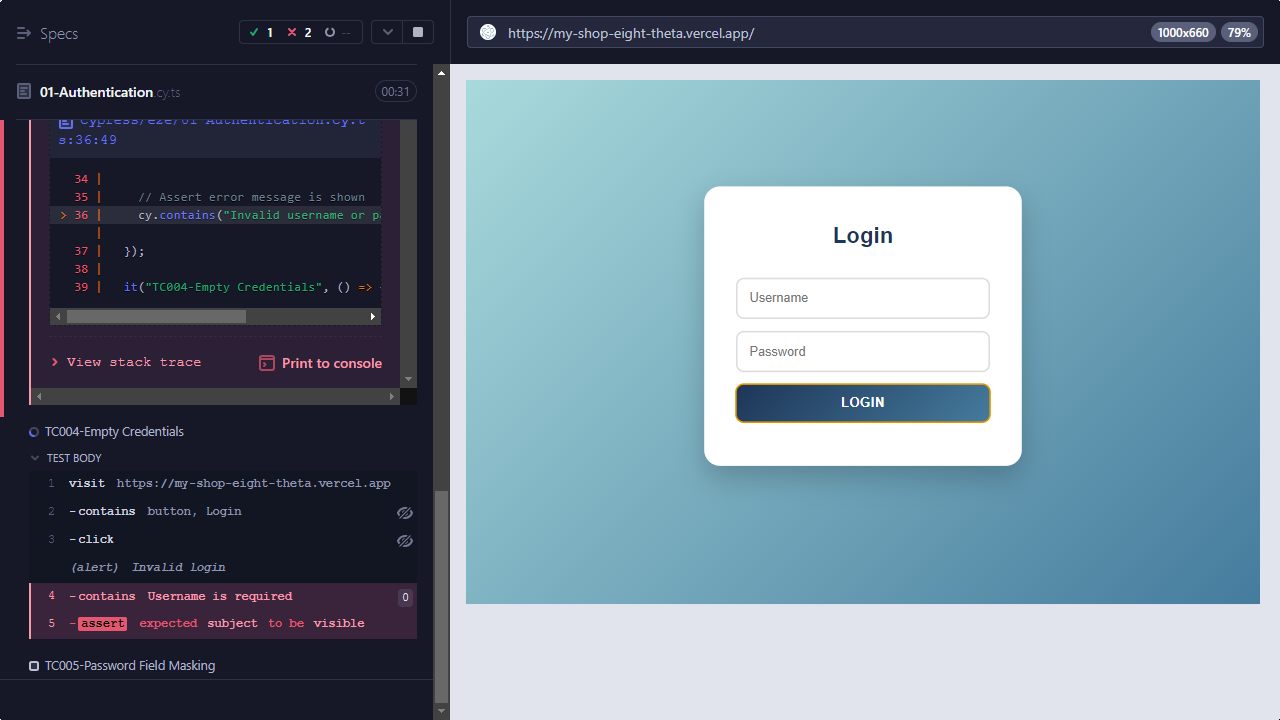 Specs
1
2
--
https://my-shop-eight-theta.vercel.app/
1000x660
79%
01-Authentication.cy.ts
00:31
cypress/e2e/01-Authentication.cy.t
s:36:49
34 |
35 | // Assert error message is shown
> 36 | cy.contains("Invalid username or pa
|
37 | });
38 |
39 | it("TC004-Empty Credentials", () =>
View stack trace
Print to console
TC004-Empty Credentials
TEST BODY
1 visit https://my-shop-eight-theta.vercel.app
2 -contains button, Login
3 -click
(alert) Invalid login
4 -contains Username is required 0
5 -assert expected subject to be visible
TC005-Password Field Masking
Login
Username
Password
LOGIN